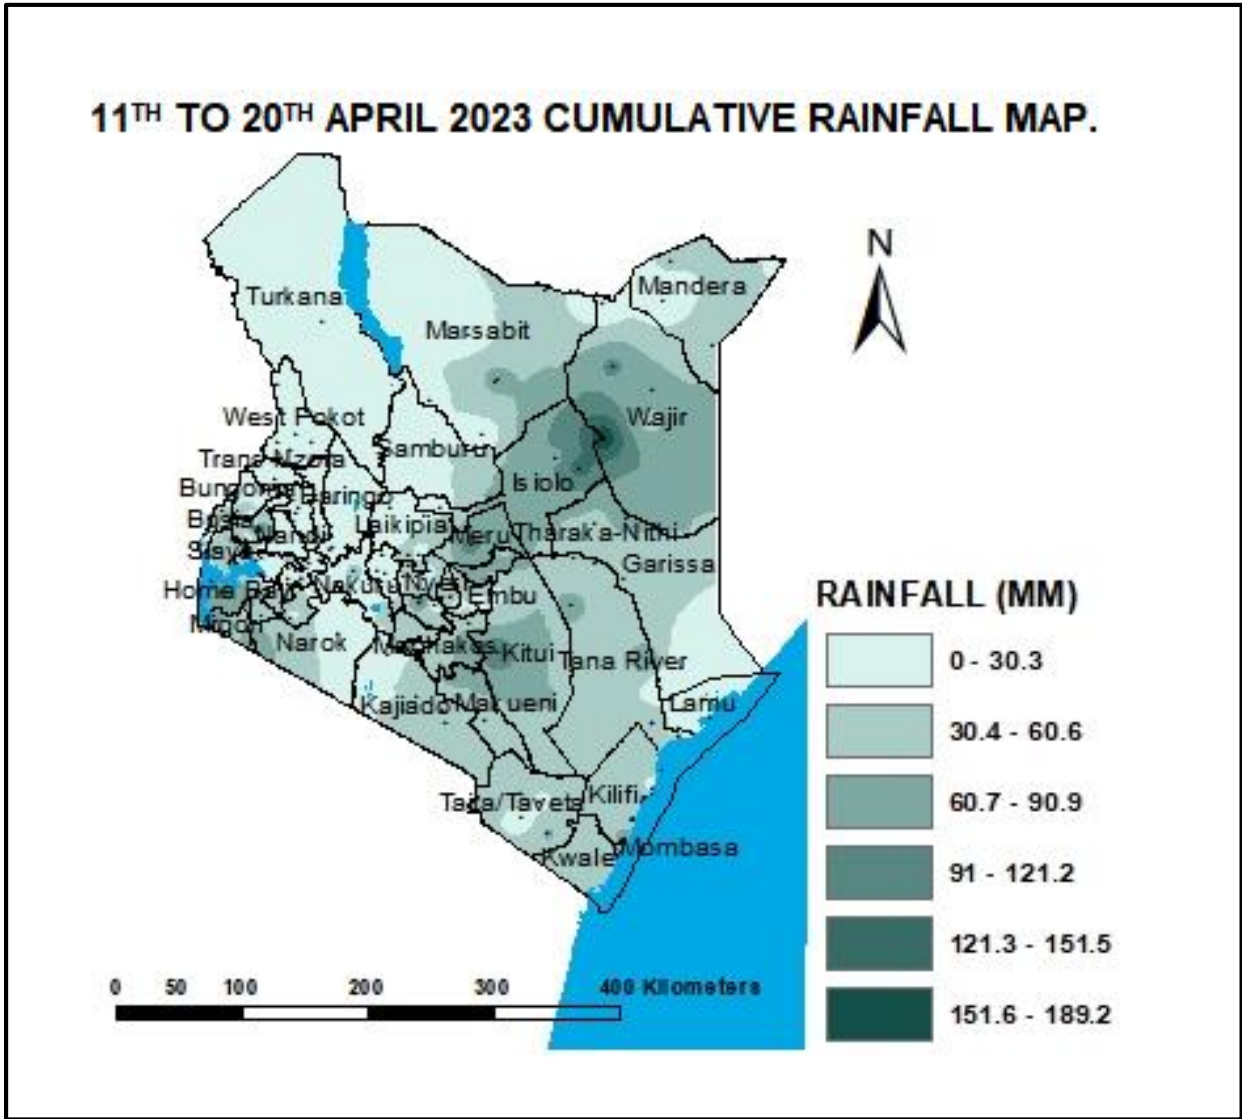 11TH TO 20TH APRIL 2023 CUMULATIVE RAINFALL MAP.
N
Mandera
Turkana
Marsabit
West Pokot
Wajir
Trans Nzoia
Samburu
Bungoma
Baringo
Isiolo
Busia
Nandi
Laikipia
Meru
Tharaka-Nithi
Siaya
Garissa
Home Bay
Nakuru
Nyeri
Embu
RAINFALL (MM)
Migori
Narok
Machakos
Kitui
Tana River
0 - 30.3
Kajiado
Makueni
Lamu
30.4 - 60.6
Taita/Taveta
Kilifi
60.7 - 90.9
Kwale
Mombasa
91 - 121.2
121.3 - 151.5
0 50 100 200 300 400 Kilometers
151.6 - 189.2